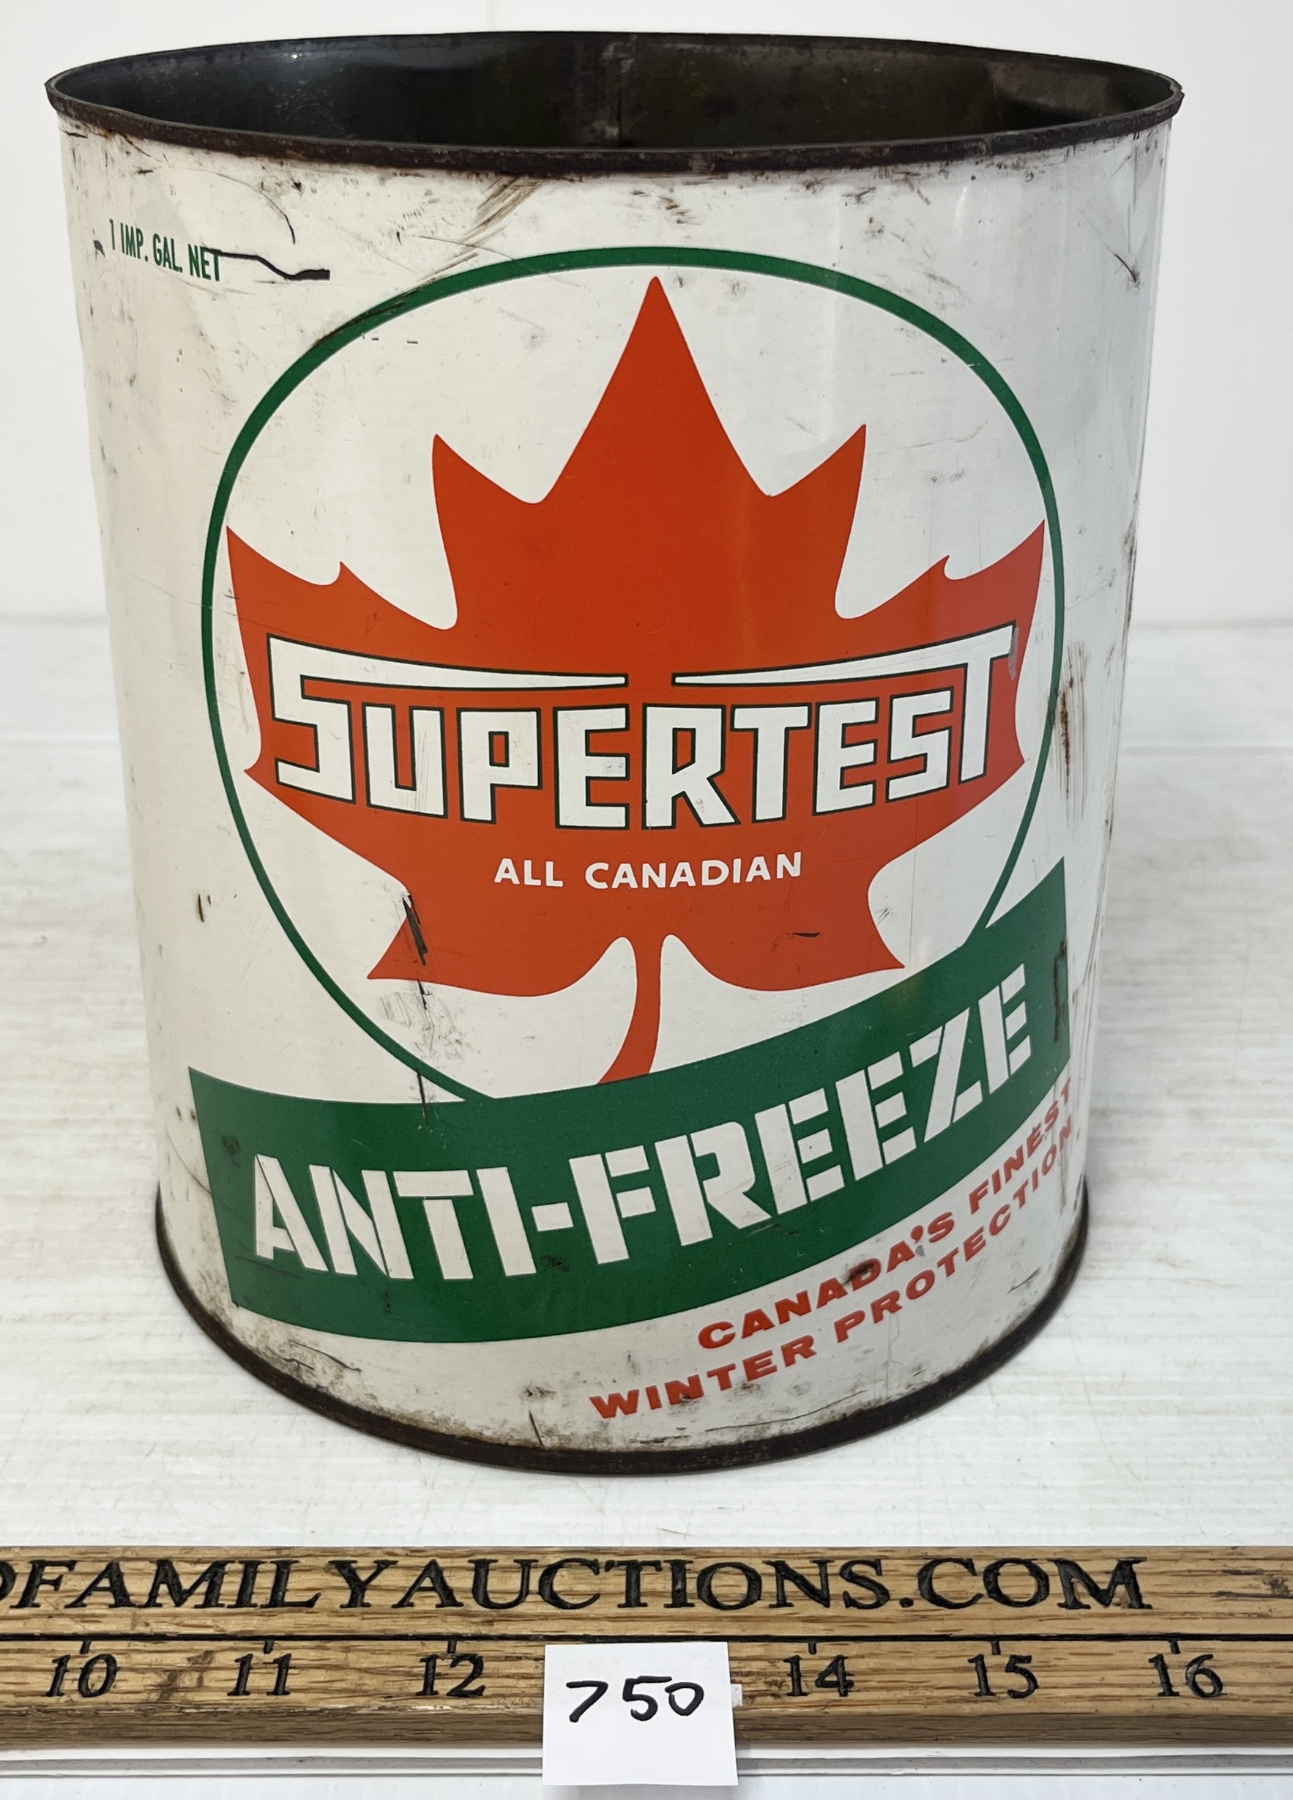 1 IMP. GAL. NET
SUPERTEST
ALL CANADIAN
ANTI-FREEZE
CANADA'S FINEST
WINTER PROTECTION
FAMILYAUCTIONS.COM
10 11 12 14 15 16
750